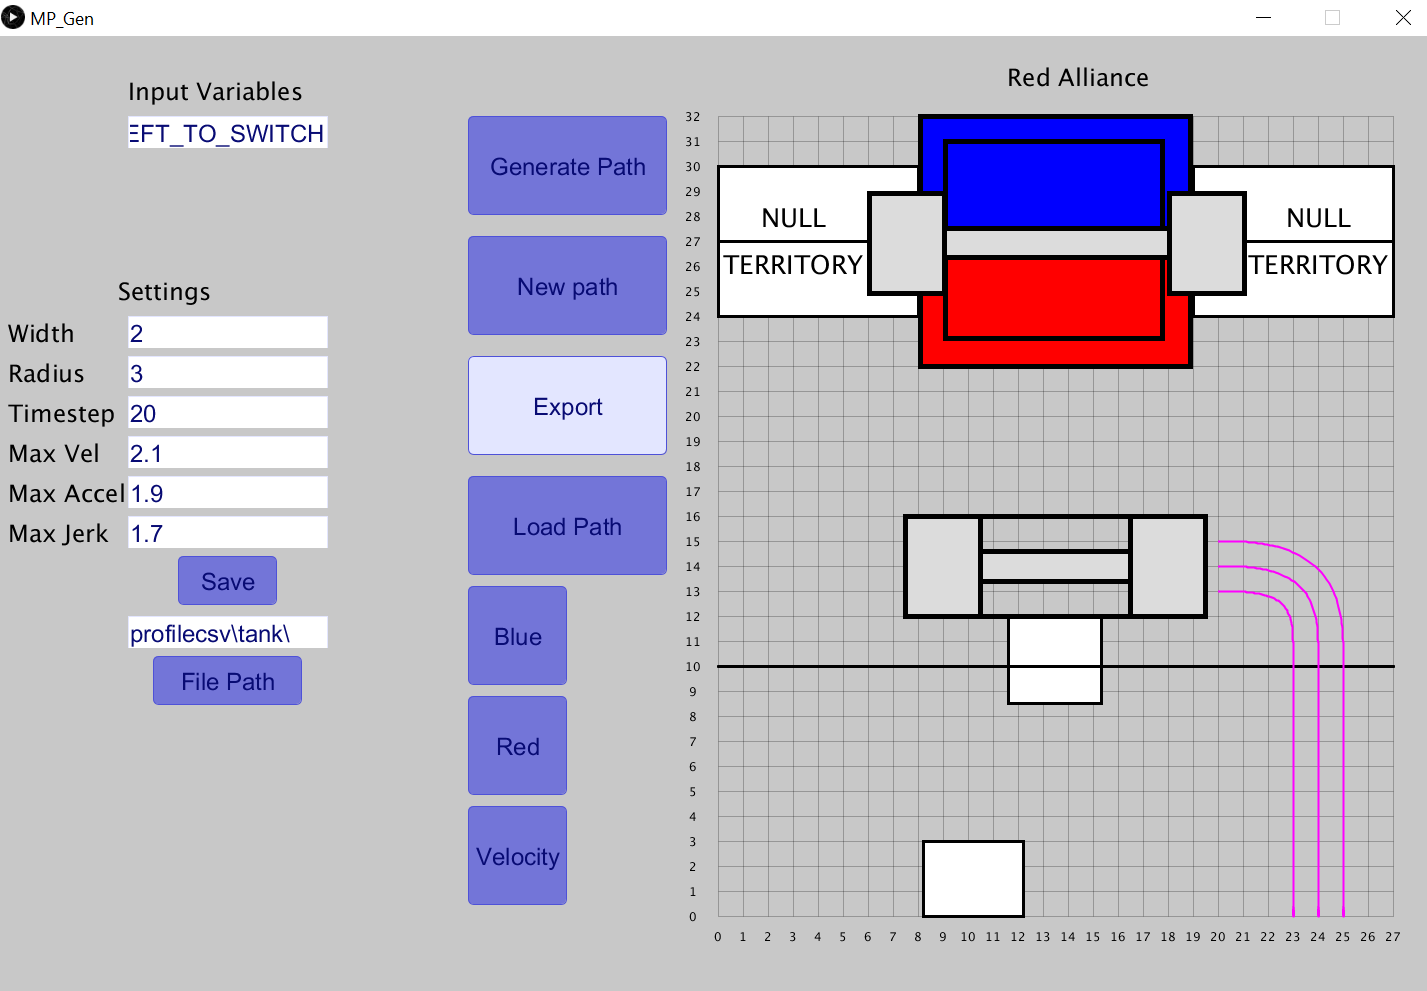 MP_Gen
Input Variables
EFT_TO_SWITCH
Settings
Width 2
Radius 3
Timestep 20
Max Vel 2.1
Max Accel 1.9
Max Jerk 1.7
Save
profilecsv\tank\
File Path
Generate Path
New path
Export
Load Path
Blue
Red
Velocity
Red Alliance
32
31
30
29
28
27
26
25
24
23
22
21
20
19
18
17
16
15
14
13
12
11
10
9
8
7
6
5
4
3
2
1
0
NULL
TERRITORY
NULL
TERRITORY
0 1 2 3 4 5 6 7 8 9 10 11 12 13 14 15 16 17 18 19 20 21 22 23 24 25 26 27